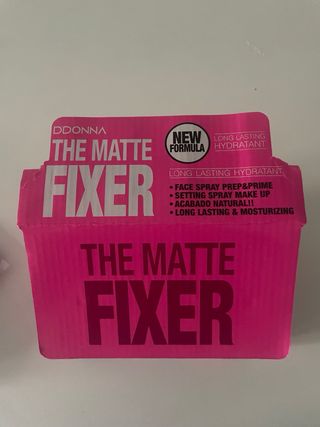 DDONNA
THE MATTE
FIXER
NEW
FORMULA
LONG LASTING
HYDRATANT
LONG LASTING HYDRATANT
• FACE SPRAY PREP&PRIME
• SETTING SPRAY MAKE UP
• ACABADO NATURAL!!
• LONG LASTING & MOSTURIZING
THE MATTE
FIXER